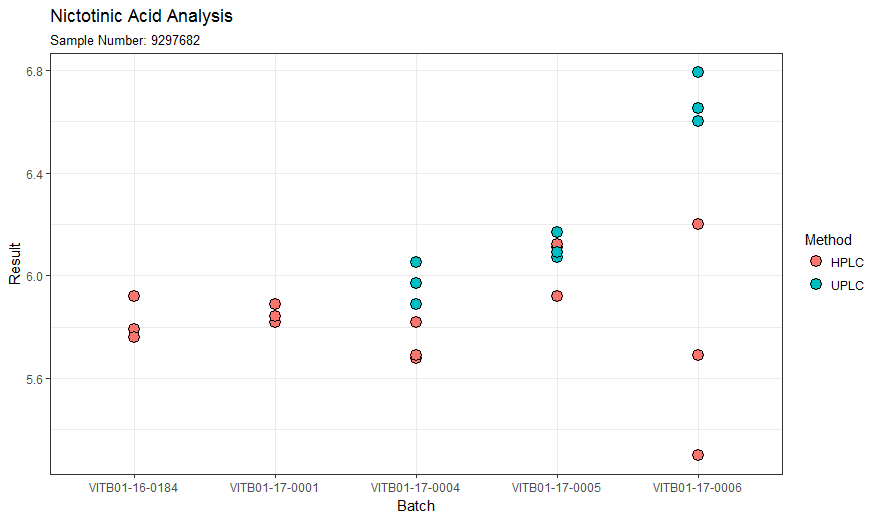 Nictotinic Acid Analysis
Sample Number: 9297682
6.8
6.4
6.0
5.6
Result
VITB01-16-0184
VITB01-17-0001
VITB01-17-0004
VITB01-17-0005
VITB01-17-0006
Batch
Method
HPLC
UPLC